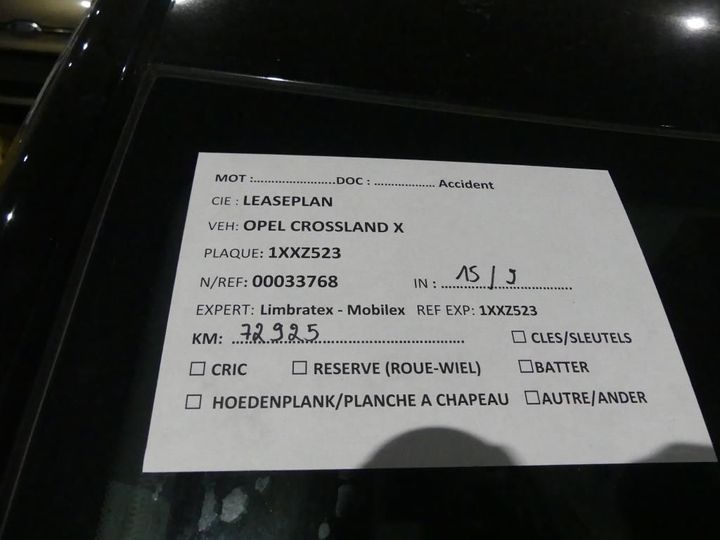 MOT :........................DOC : .................. Accident
CIE : LEASEPLAN
VEH: OPEL CROSSLAND X
PLAQUE: 1XXZ523
N/REF: 00033768 IN : 15/9
EXPERT: Limbratex - Mobilex REF EXP: 1XXZ523
KM: 72925 ☐ CLES/SLEUTELS
☐ CRIC ☐ RESERVE (ROUE-WIEL) ☐BATTER
☐ HOEDENPLANK/PLANCHE A CHAPEAU ☐AUTRE/ANDER